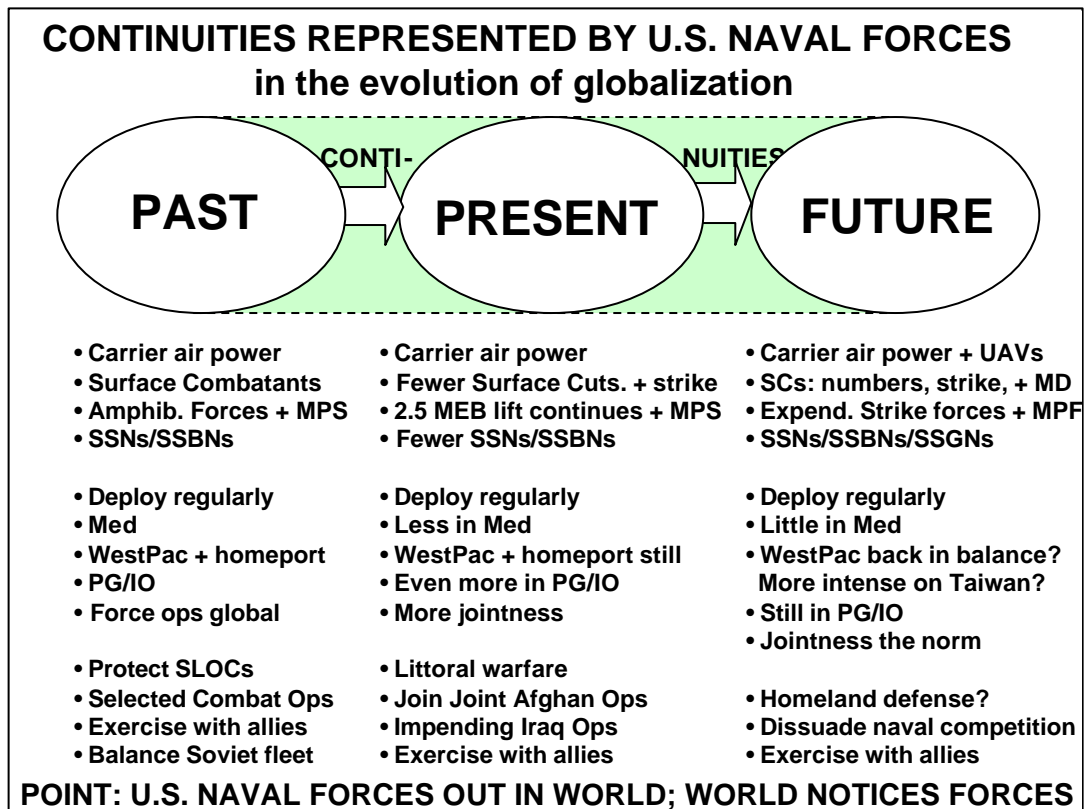 CONTINUITIES REPRESENTED BY U.S. NAVAL FORCES
in the evolution of globalization
CONTI-
NUITIES
PAST
PRESENT
FUTURE
• Carrier air power
• Surface Combatants
• Amphib. Forces + MPS
• SSNs/SSBNs
• Deploy regularly
• Med
• WestPac + homeport
• PG/IO
• Force ops global
• Protect SLOCs
• Selected Combat Ops
• Exercise with allies
• Balance Soviet fleet
• Carrier air power
• Fewer Surface Cuts. + strike
• 2.5 MEB lift continues + MPS
• Fewer SSNs/SSBNs
• Deploy regularly
• Less in Med
• WestPac + homeport still
• Even more in PG/IO
• More jointness
• Littoral warfare
• Join Joint Afghan Ops
• Impending Iraq Ops
• Exercise with allies
• Carrier air power + UAVs
• SCs: numbers, strike, + MD
• Expend. Strike forces + MPF
• SSNs/SSBNs/SSGNs
• Deploy regularly
• Little in Med
• WestPac back in balance?
More intense on Taiwan?
• Still in PG/IO
• Jointness the norm
• Homeland defense?
• Dissuade naval competition
• Exercise with allies
POINT: U.S. NAVAL FORCES OUT IN WORLD; WORLD NOTICES FORCES